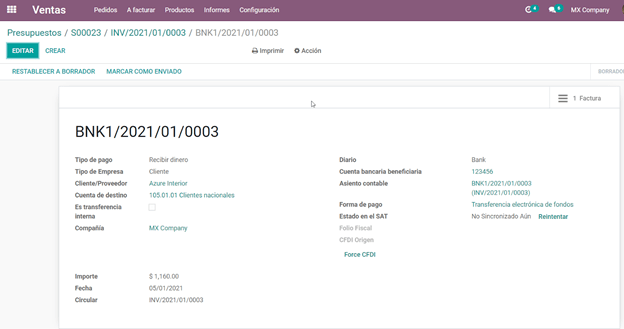 Ventas Pedidos A facturar Productos Informes Configuración 4 6 MX Company
Presupuestos / S00023 / INV/2021/01/0003 / BNK1/2021/01/0003
EDITAR CREAR Imprimir Acción
RESTABLECER A BORRADOR MARCAR COMO ENVIADO BORRADOR
1 Factura
BNK1/2021/01/0003
Tipo de pago Recibir dinero
Tipo de Empresa Cliente
Cliente/Proveedor Azure Interior
Cuenta de destino 105.01.01 Clientes nacionales
Es transferencia
interna
Compañía MX Company
Diario Bank
Cuenta bancaria beneficiaria 123456
Asiento contable BNK1/2021/01/0003
(INV/2021/01/0003)
Forma de pago Transferencia electrónica de fondos
Estado en el SAT No Sincronizado Aún Reintentar
Folio Fiscal
CFDI Origen
Force CFDI
Importe $ 1,160.00
Fecha 05/01/2021
Circular INV/2021/01/0003